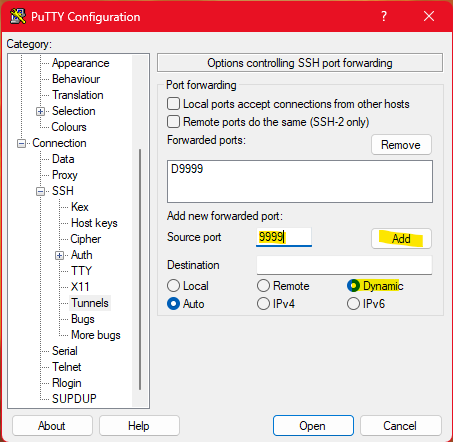 PuTTY Configuration ? ×
Category:
Appearance
Behaviour
Translation
Selection
Colours
Connection
Data
Proxy
SSH
Kex
Host keys
Cipher
Auth
TTY
X11
Tunnels
Bugs
More bugs
Serial
Telnet
Rlogin
SUPDUP
Options controlling SSH port forwarding
Port forwarding
Local ports accept connections from other hosts
Remote ports do the same (SSH-2 only)
Forwarded ports: Remove
D9999
Add new forwarded port:
Source port 9999 Add
Destination
Local Remote Dynamic
Auto IPv4 IPv6
About Help Open Cancel